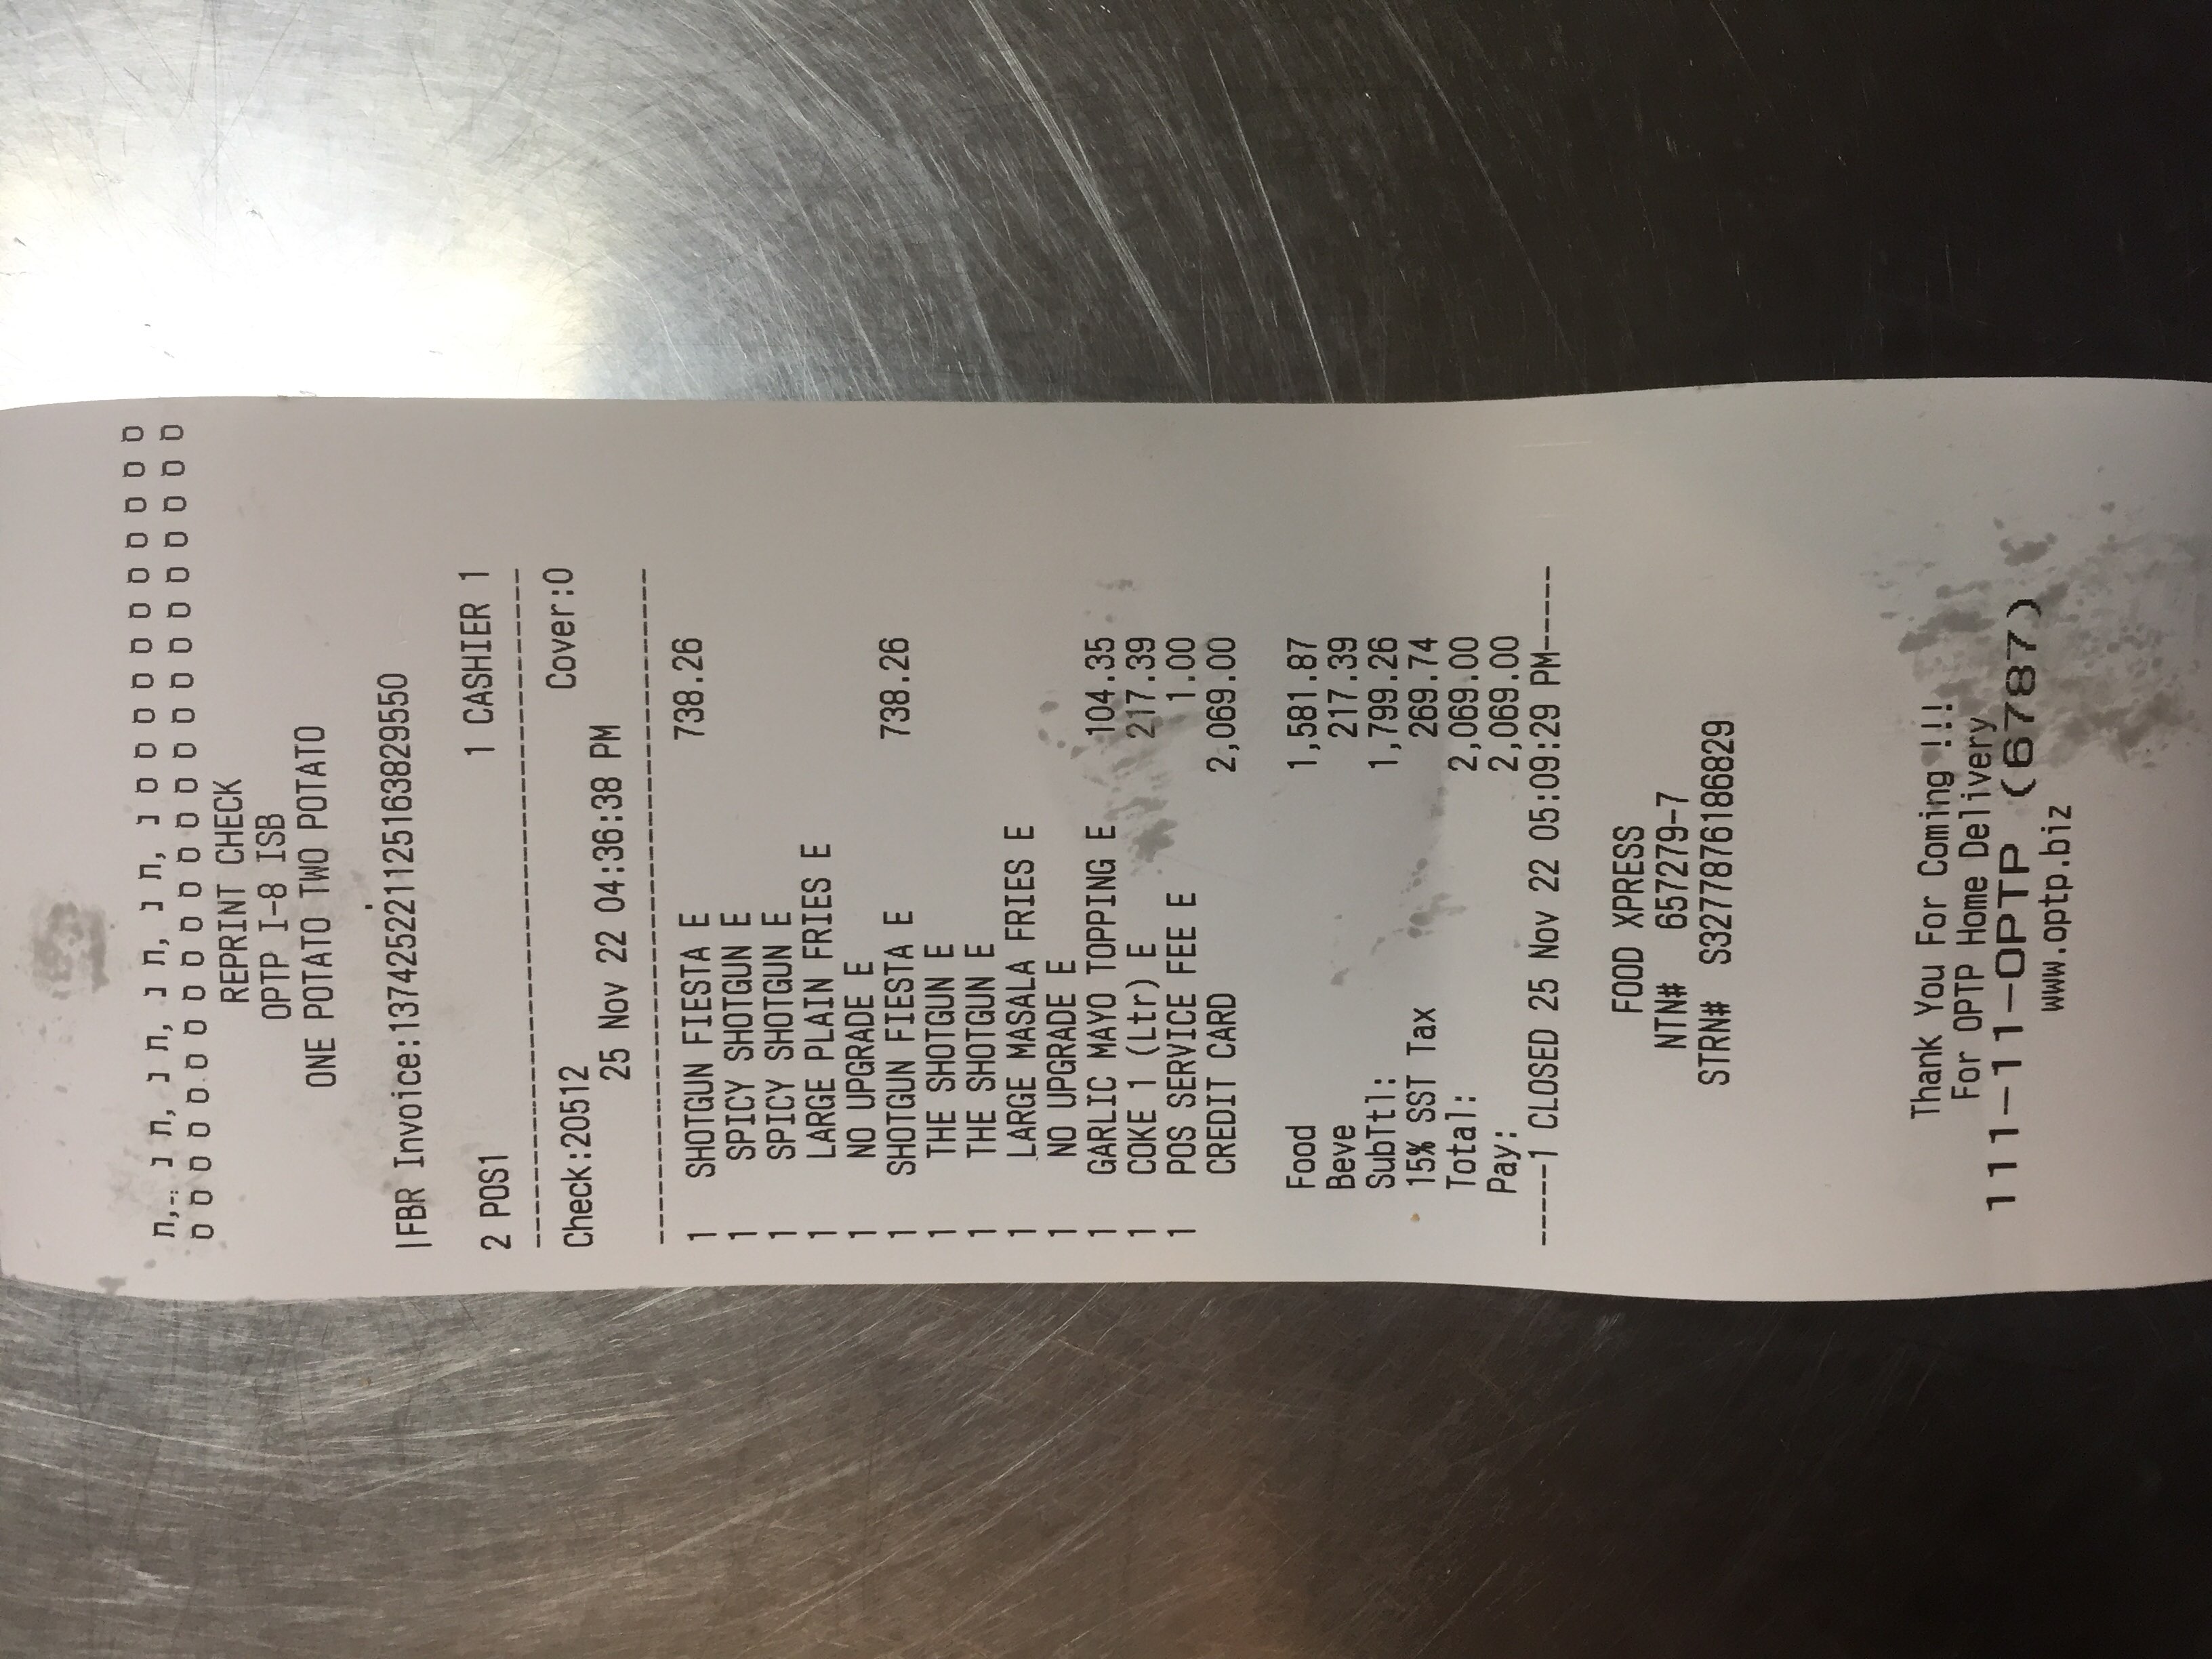 ת,.; נ ת, נ ת, נ ת, נ ת, נ ם ם ם ם ם ם ם ם ם ם ם
ם ם ם ם ם ם ם ם ם ם ם ם ם ם ם ם ם ם ם ם ם ם ם ם
REPRINT CHECK
OPTP I-8 ISB
ONE POTATO TWO POTATO
.
|FBR Invoice:137425221125163829550
2 POS1 1 CASHIER 1
Check:20512 Cover:0
25 Nov 22 04:36:38 PM
1 SHOTGUN FIESTA E 738.26
1 SPICY SHOTGUN E
1 SPICY SHOTGUN E
1 LARGE PLAIN FRIES E
1 NO UPGRADE E
1 SHOTGUN FIESTA E 738.26
1 THE SHOTGUN E
1 THE SHOTGUN E
1 LARGE MASALA FRIES E
1 NO UPGRADE E
1 GARLIC MAYO TOPPING E 104.35
1 COKE 1 (Ltr) E 217.39
1 POS SERVICE FEE E 1.00
CREDIT CARD 2,069.00
Food 1,581.87
Beve 217.39
SubTtl: 1,799.26
15% SST Tax 269.74
Total: 2,069.00
Pay: 2,069.00
-----1 CLOSED 25 Nov 22 05:09:29 PM-----
FOOD XPRESS
NTN# 657279-7
STRN# S3277876186829
Thank You For Coming !!!
For OPTP Home Delivery
111-11-OPTP (6787)
www.optp.biz